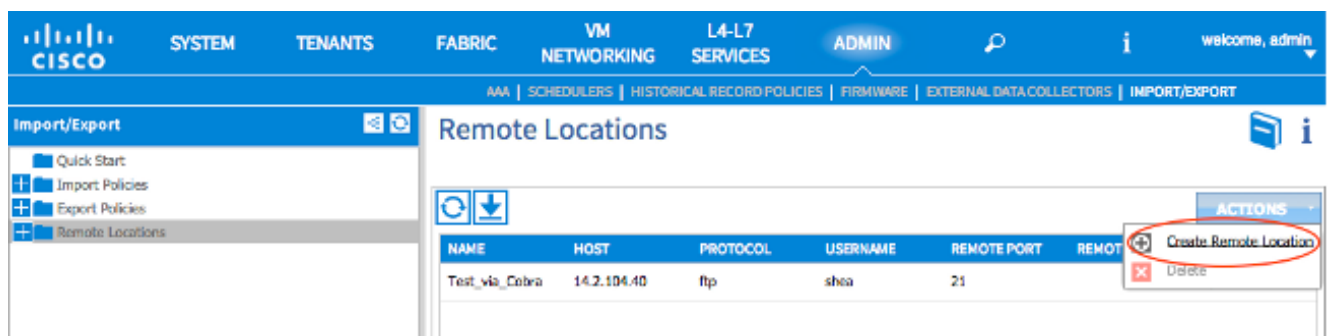 CISCO
SYSTEM
TENANTS
FABRIC
VM NETWORKING
L4-L7 SERVICES
ADMIN
i
welcome, admin
AAA | SCHEDULERS | HISTORICAL RECORD POLICIES | FIRMWARE | EXTERNAL DATA COLLECTORS | IMPORT/EXPORT
Import/Export
Quick Start
Import Policies
Export Policies
Remote Locations
Remote Locations
i
ACTIONS
Create Remote Location
Delete
NAME HOST PROTOCOL USERNAME REMOTE PORT REMOT
Test_via_Cobra 14.2.104.40 ftp shea 21